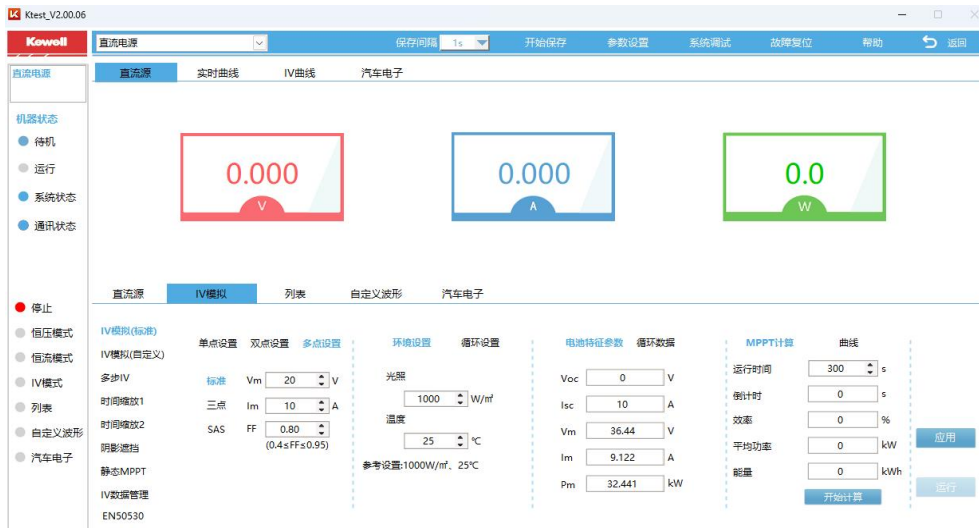 Ktest_V2.00.06
Kewell 直流电源 保存间隔 1s 开始保存 参数设置 系统调试 故障复位 帮助 返回
直流电源 直流源 实时曲线 IV曲线 汽车电子
机器状态
待机
运行
系统状态
通讯状态
0.000 0.000 0.0
V A W
直流源 IV模拟 列表 自定义波形 汽车电子
停止
恒压模式
恒流模式
IV模式
列表
自定义波形
汽车电子
IV模拟(标准)
IV模拟(自定义)
多步IV
时间缩放1
时间缩放2
阴影遮挡
静态MPPT
IV数据管理
EN50530
单点设置 双点设置 多点设置
标准 Vm 20 V
三点 Im 10 A
SAS FF 0.80
(0.4≤FF≤0.95)
环境设置 循环设置
光照
1000 W/㎡
温度
25 ℃
参考设置:1000W/㎡、25℃
电池特征参数 循环数据
Voc 0 V
Isc 10 A
Vm 36.44 V
Im 9.122 A
Pm 32.441 kW
MPPT计算 曲线
运行时间 300 s
倒计时 0 s
效率 0 %
平均功率 0 kW
能量 0 kWh
开始计算
应用
运行